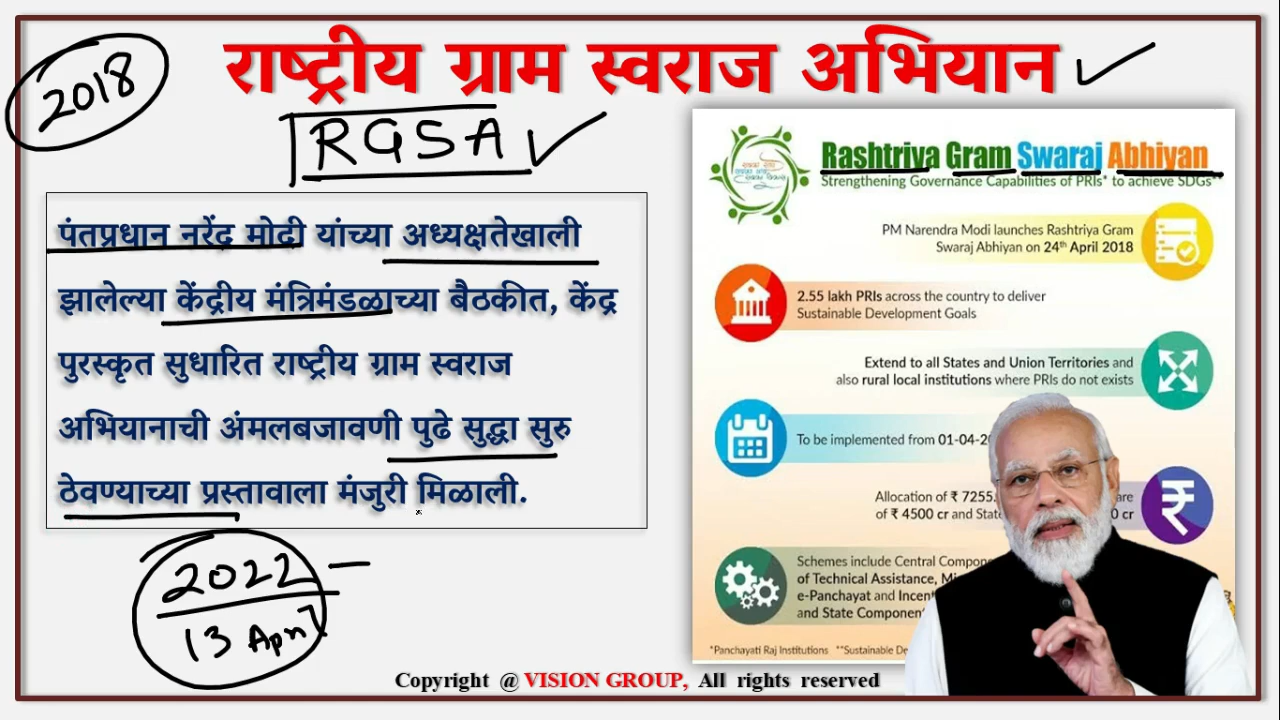 2018
राष्ट्रीय ग्राम स्वराज अभियान
RGSA
पंतप्रधान नरेंद्र मोदी यांच्या अध्यक्षतेखाली
झालेल्या केंद्रीय मंत्रिमंडळाच्या बैठकीत, केंद्र
पुरस्कृत सुधारित राष्ट्रीय ग्राम स्वराज
अभियानाची अंमलबजावणी पुढे सुद्धा सुरु
ठेवण्याच्या प्रस्तावाला मंजुरी मिळाली.
2022
13 April
Rashtriya Gram Swaraj Abhiyan
Strengthening Governance Capabilities of PRIs* to achieve SDGs**
PM Narendra Modi launches Rashtriya Gram
Swaraj Abhiyan on 24th April 2018
2.55 lakh PRIs across the country to deliver
Sustainable Development Goals
Extend to all States and Union Territories and
also rural local institutions where PRIs do not exists
To be implemented from 01-04-20
Allocation of ₹ 7255.
of ₹ 4500 cr and State 0 cr
Schemes include Central Compon
of Technical Assistance, Mi
e-Panchayat and Incent
and State Component
*Panchayati Raj Institutions **Sustainable De
Copyright @ VISION GROUP, All rights reserved